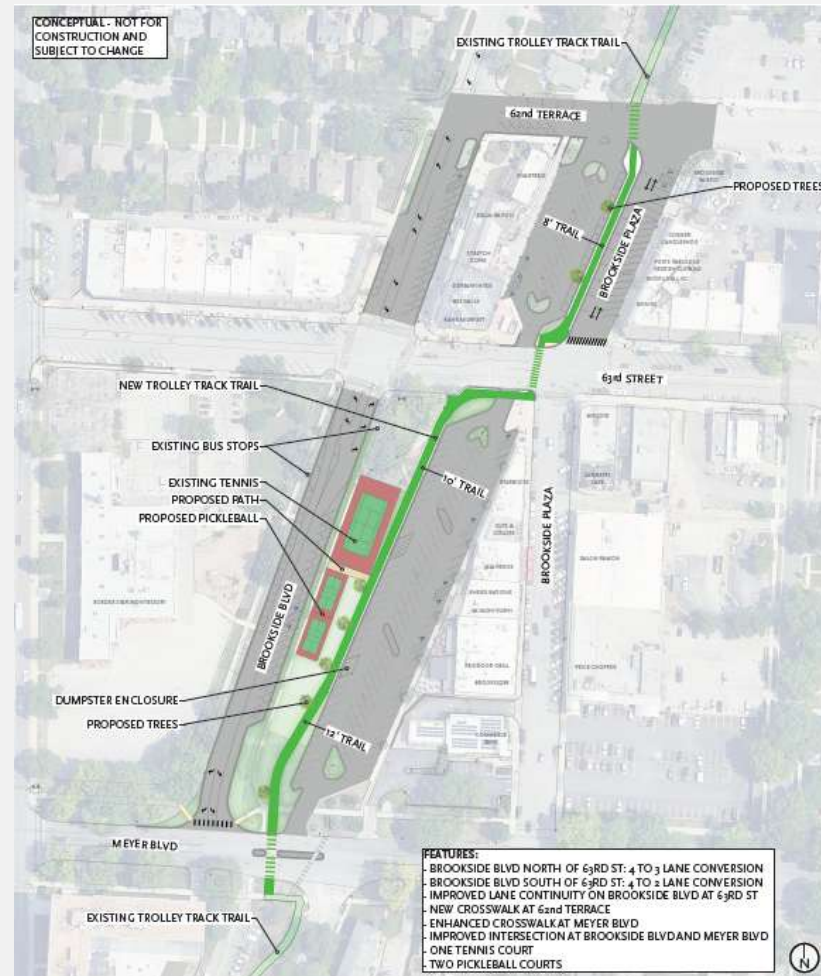 CONCEPTUAL - NOT FOR
CONSTRUCTION AND
SUBJECT TO CHANGE
EXISTING TROLLEY TRACK TRAIL
62nd TERRACE
PROPOSED TREES
8' TRAIL
BROOKSIDE PLAZA
63rd STREET
NEW TROLLEY TRACK TRAIL
EXISTING BUS STOPS
EXISTING TENNIS
PROPOSED PATH
PROPOSED PICKLEBALL
10' TRAIL
BROOKSIDE PLAZA
BROOKSIDE BLVD
DUMPSTER ENCLOSURE
PROPOSED TREES
12' TRAIL
MEYER BLVD
EXISTING TROLLEY TRACK TRAIL
FEATURES:
- BROOKSIDE BLVD NORTH OF 63RD ST: 4 TO 3 LANE CONVERSION
- BROOKSIDE BLVD SOUTH OF 63RD ST: 4 TO 2 LANE CONVERSION
- IMPROVED LANE CONTINUITY ON BROOKSIDE BLVD AT 63RD ST
- NEW CROSSWALK AT 62nd TERRACE
- ENHANCED CROSSWALK AT MEYER BLVD
- IMPROVED INTERSECTION AT BROOKSIDE BLVD AND MEYER BLVD
- ONE TENNIS COURT
- TWO PICKLEBALL COURTS
N